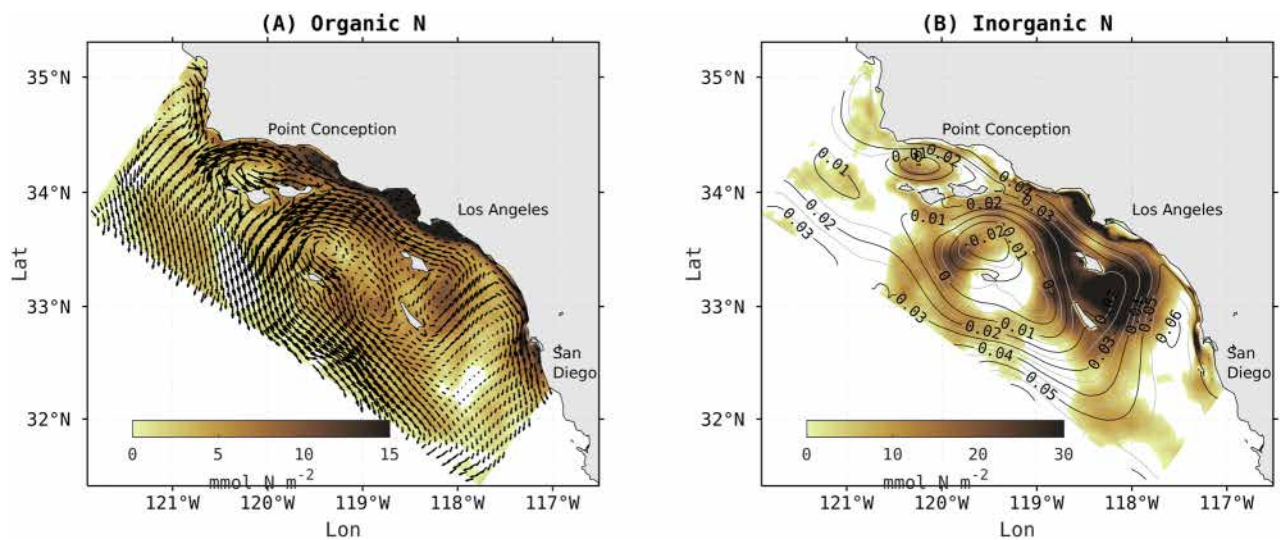 (A) Organic N
35°N
34°N
33°N
32°N
Lat
Point Conception
Los Angeles
San
Diego
0 5 10 15
mmol N m⁻²
121°W 120°W 119°W 118°W 117°W
Lon
(B) Inorganic N
35°N
34°N
33°N
32°N
Lat
Point Conception
Los Angeles
San
Diego
0.01
0.02
0.02
0.03
0.01
0.02
0.03
0.02
0.01
0
0.06
0.03
0.02
0.01
0.04
0.03
0.05
0 10 20 30
mmol N m⁻²
121°W 120°W 119°W 118°W 117°W
Lon